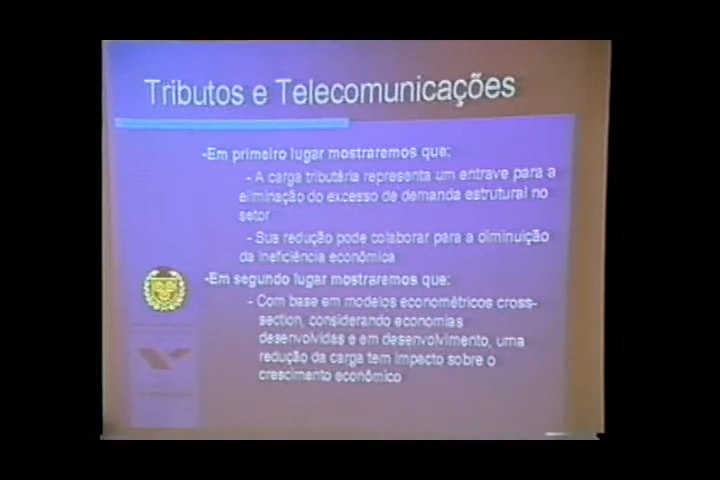 Tributos e Telecomunicações
-Em primeiro lugar mostraremos que:
- A carga tributária representa um entrave para a
eliminação do excesso de demanda estrutural no
setor
- Sua redução pode colaborar para a diminuição
da ineficiência econômica
-Em segundo lugar mostraremos que:
- Com base em modelos econométricos cross-
section, considerando economias
desenvolvidas e em desenvolvimento, uma
redução da carga tem impacto sobre o
crescimento econômico